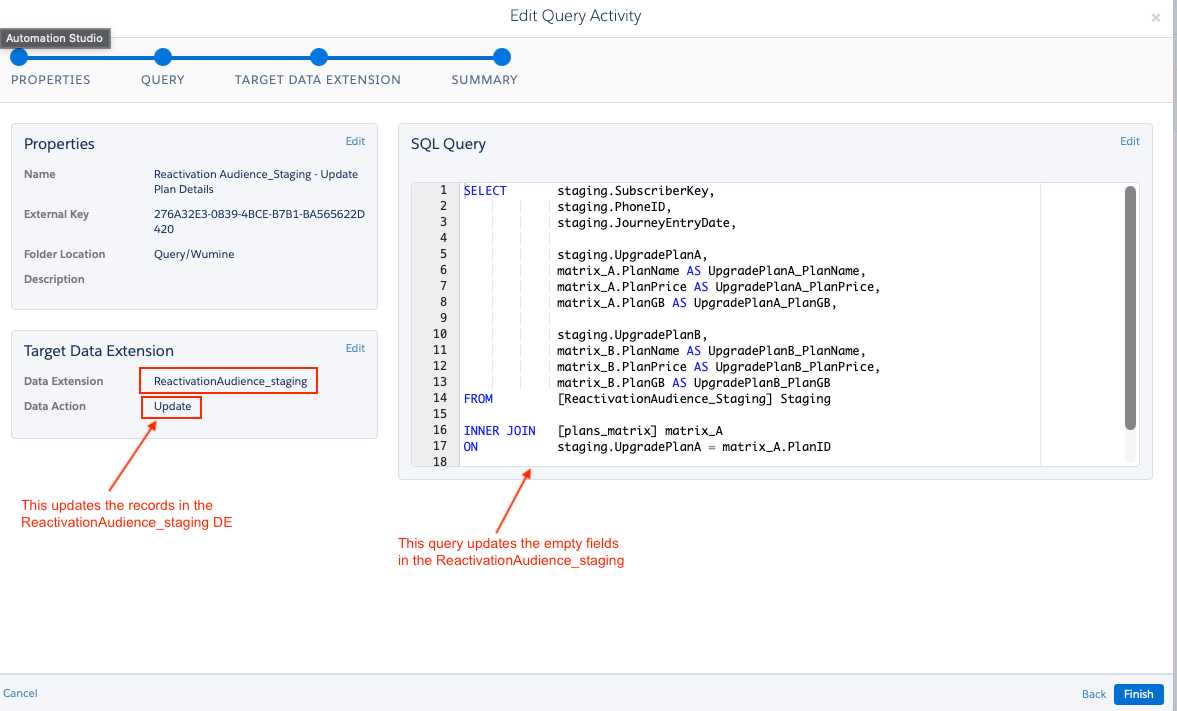 Edit Query Activity
×
Automation Studio
PROPERTIES
QUERY
TARGET DATA EXTENSION
SUMMARY
Properties
Edit
Name
Reactivation Audience_Staging - Update
Plan Details
External Key
276A32E3-0839-4BCE-B7B1-BA565622D
420
Folder Location
Query/Wumine
Description
Target Data Extension
Edit
Data Extension
ReactivationAudience_staging
Data Action
Update
This updates the records in the
ReactivationAudience_staging DE
SQL Query
Edit
1 SELECT staging.SubscriberKey,
2 staging.PhoneID,
3 staging.JourneyEntryDate,
4
5 staging.UpgradePlanA,
6 matrix_A.PlanName AS UpgradePlanA_PlanName,
7 matrix_A.PlanPrice AS UpgradePlanA_PlanPrice,
8 matrix_A.PlanGB AS UpgradePlanA_PlanGB,
9
10 staging.UpgradePlanB,
11 matrix_B.PlanName AS UpgradePlanB_PlanName,
12 matrix_B.PlanPrice AS UpgradePlanB_PlanPrice,
13 matrix_B.PlanGB AS UpgradePlanB_PlanGB
14 FROM [ReactivationAudience_Staging] Staging
15
16 INNER JOIN [plans_matrix] matrix_A
17 ON staging.UpgradePlanA = matrix_A.PlanID
18
This query updates the empty fields
in the ReactivationAudience_staging
Cancel
Back
Finish